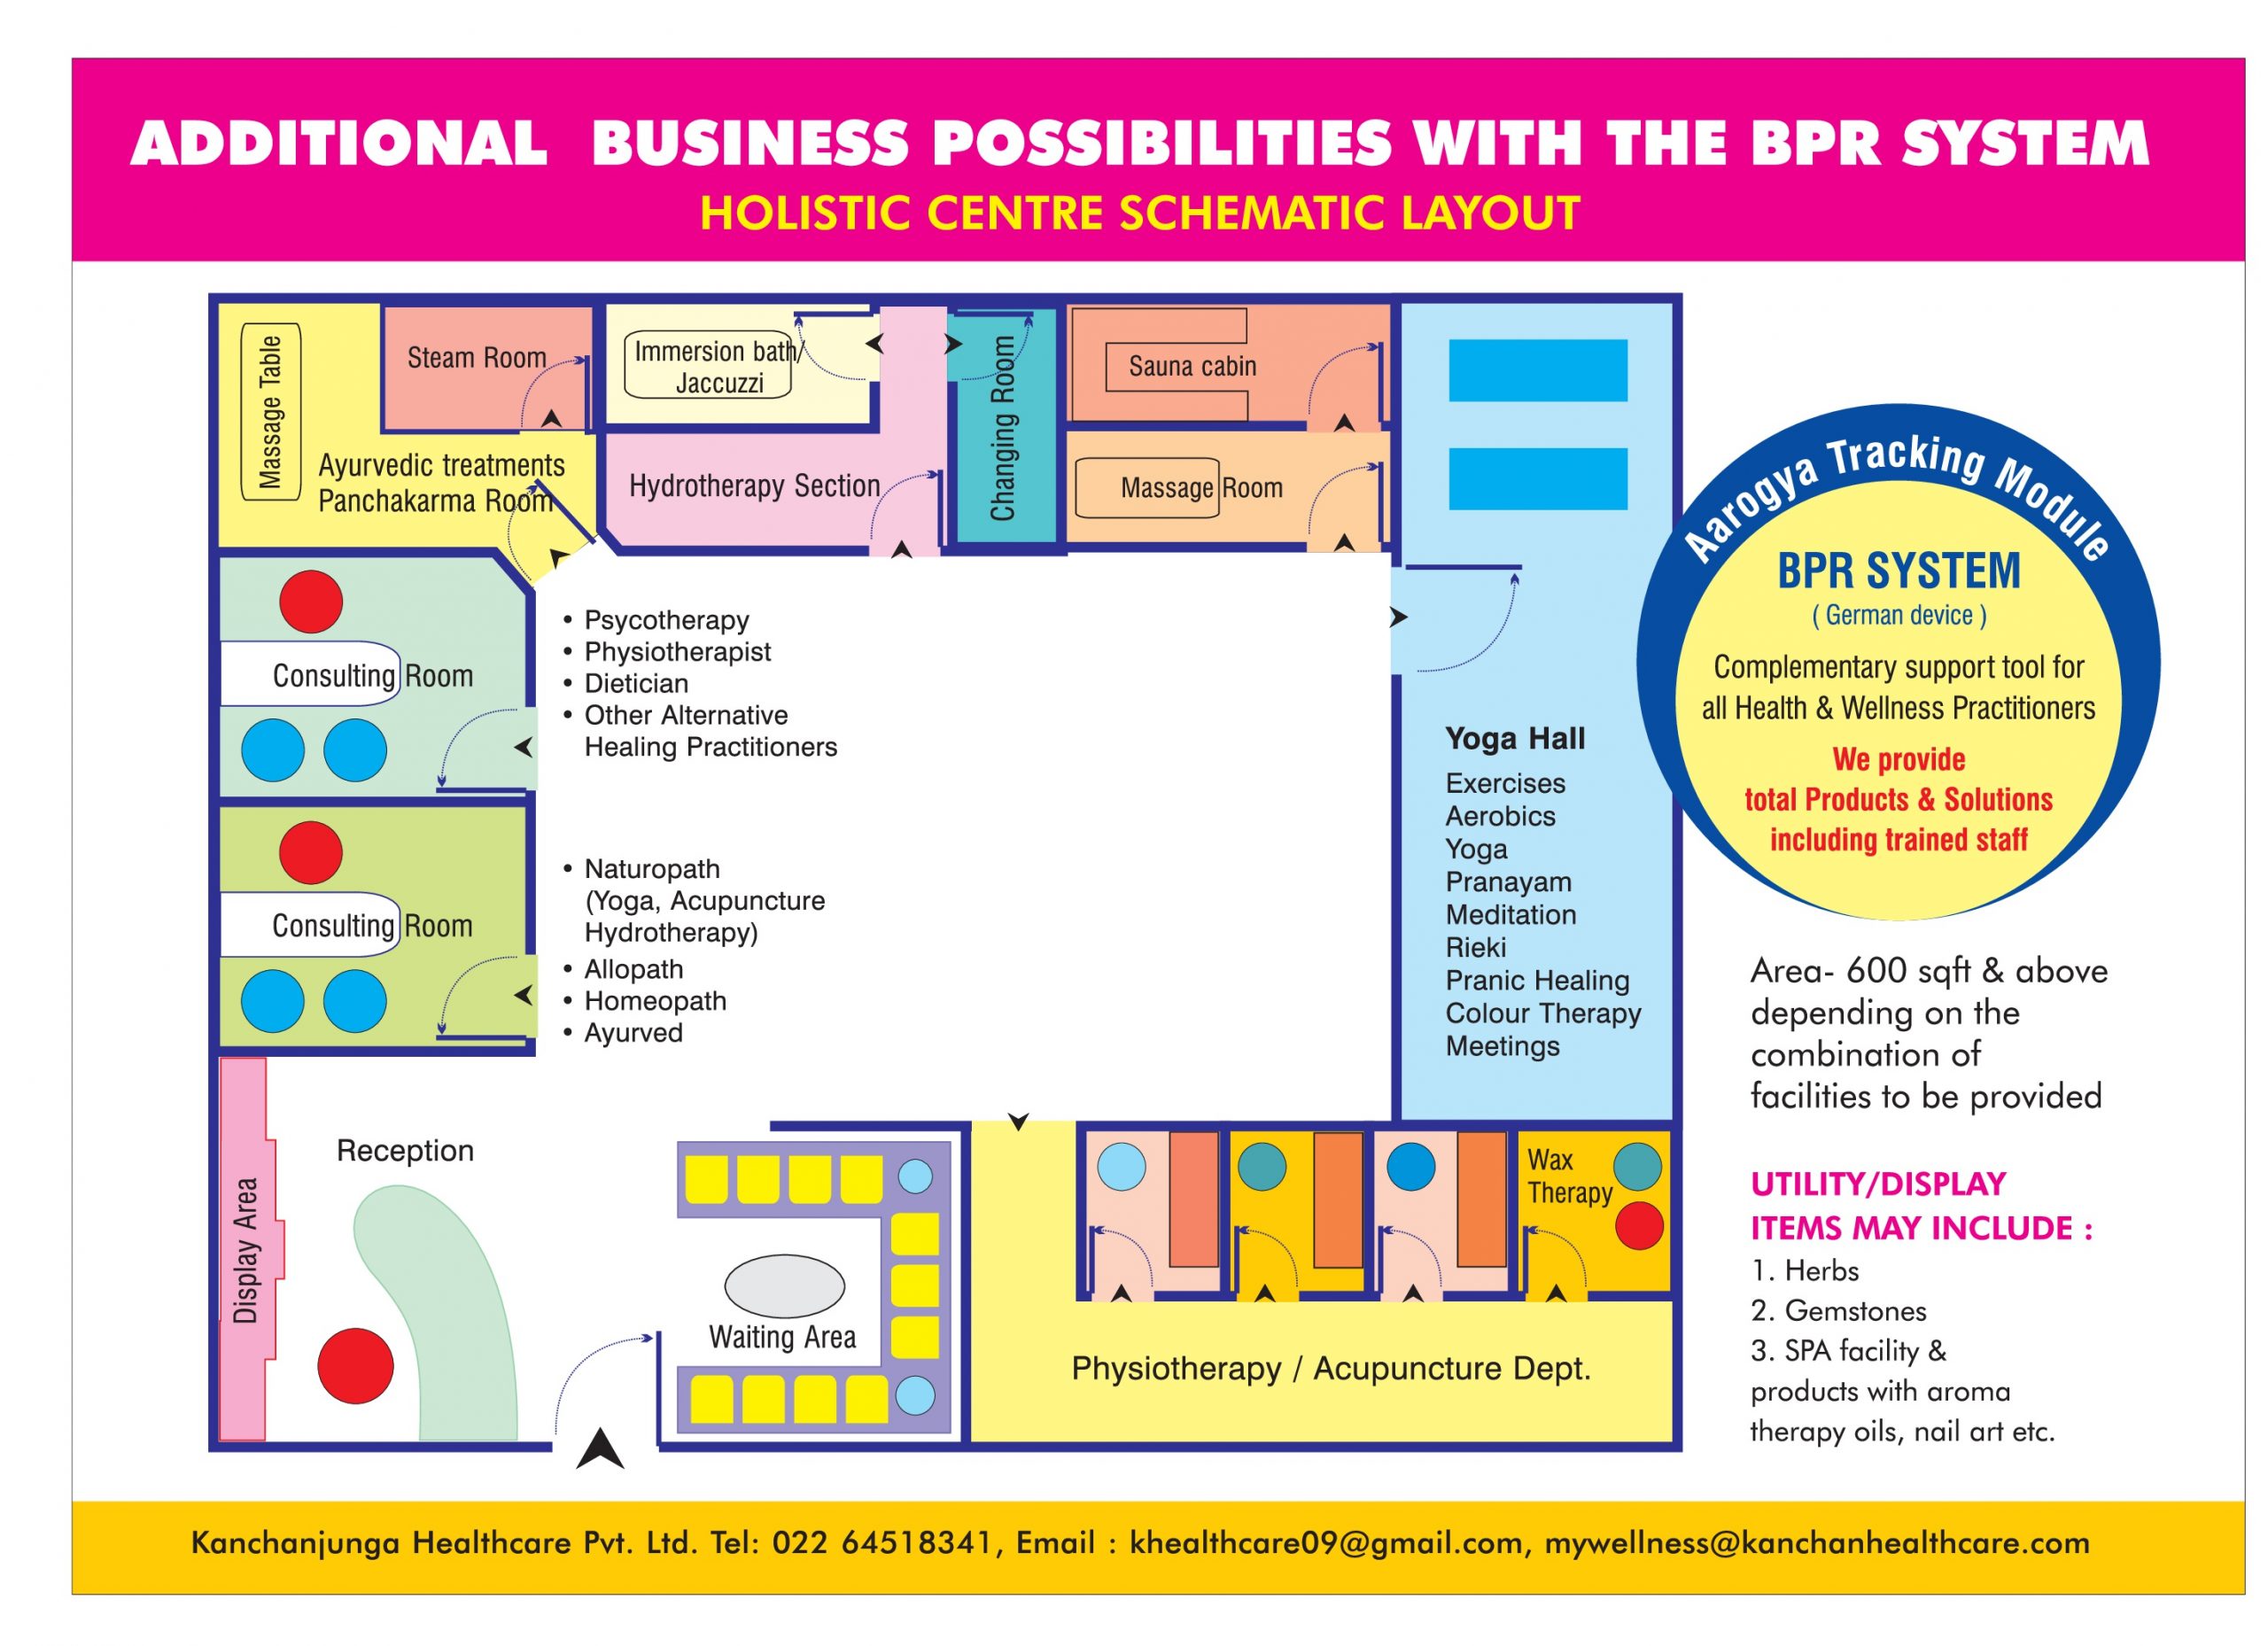 ADDITIONAL BUSINESS POSSIBILITIES WITH THE BPR SYSTEM
HOLISTIC CENTRE SCHEMATIC LAYOUT
Massage Table
Steam Room
Ayurvedic treatments
Panchakarma Room
Immersion bath/
Jaccuzzi
Hydrotherapy Section
Changing Room
Sauna cabin
Massage Room
Consulting Room
• Psycotherapy
• Physiotherapist
• Dietician
• Other Alternative
Healing Practitioners
Consulting Room
• Naturopath
(Yoga, Acupuncture
Hydrotherapy)
• Allopath
• Homeopath
• Ayurved
Yoga Hall
Exercises
Aerobics
Yoga
Pranayam
Meditation
Rieki
Pranic Healing
Colour Therapy
Meetings
Display Area
Reception
Waiting Area
Wax
Therapy
Physiotherapy / Acupuncture Dept.
Aarogya Tracking Module
BPR SYSTEM
( German device )
Complementary support tool for
all Health & Wellness Practitioners
We provide
total Products & Solutions
including trained staff
Area- 600 sqft & above
depending on the
combination of
facilities to be provided
UTILITY/DISPLAY
ITEMS MAY INCLUDE :
1. Herbs
2. Gemstones
3. SPA facility &
products with aroma
therapy oils, nail art etc.
Kanchanjunga Healthcare Pvt. Ltd. Tel: 022 64518341, Email : khealthcare09@gmail.com, mywellness@kanchanhealthcare.com